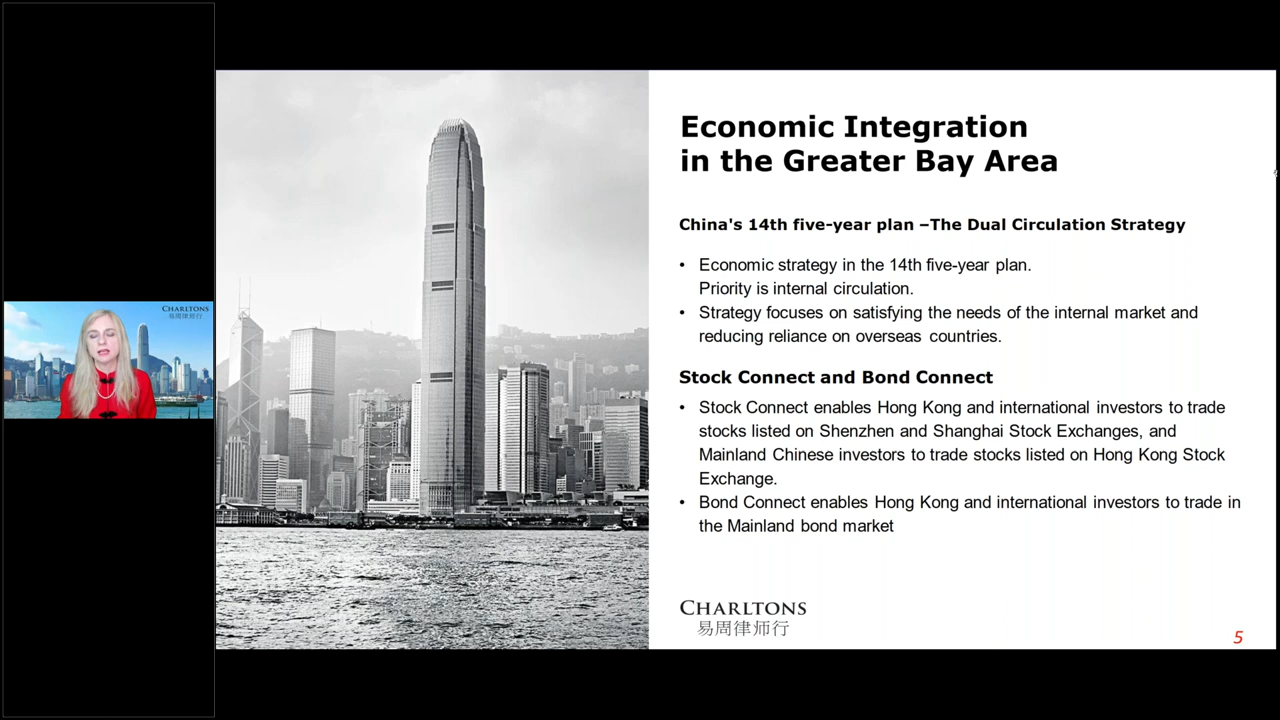 CHARLTONS
易周律师行
Economic Integration
in the Greater Bay Area
China's 14th five-year plan –The Dual Circulation Strategy
• Economic strategy in the 14th five-year plan.
Priority is internal circulation.
• Strategy focuses on satisfying the needs of the internal market and
reducing reliance on overseas countries.
Stock Connect and Bond Connect
• Stock Connect enables Hong Kong and international investors to trade
stocks listed on Shenzhen and Shanghai Stock Exchanges, and
Mainland Chinese investors to trade stocks listed on Hong Kong Stock
Exchange.
• Bond Connect enables Hong Kong and international investors to trade in
the Mainland bond market
CHARLTONS
易周律师行
5